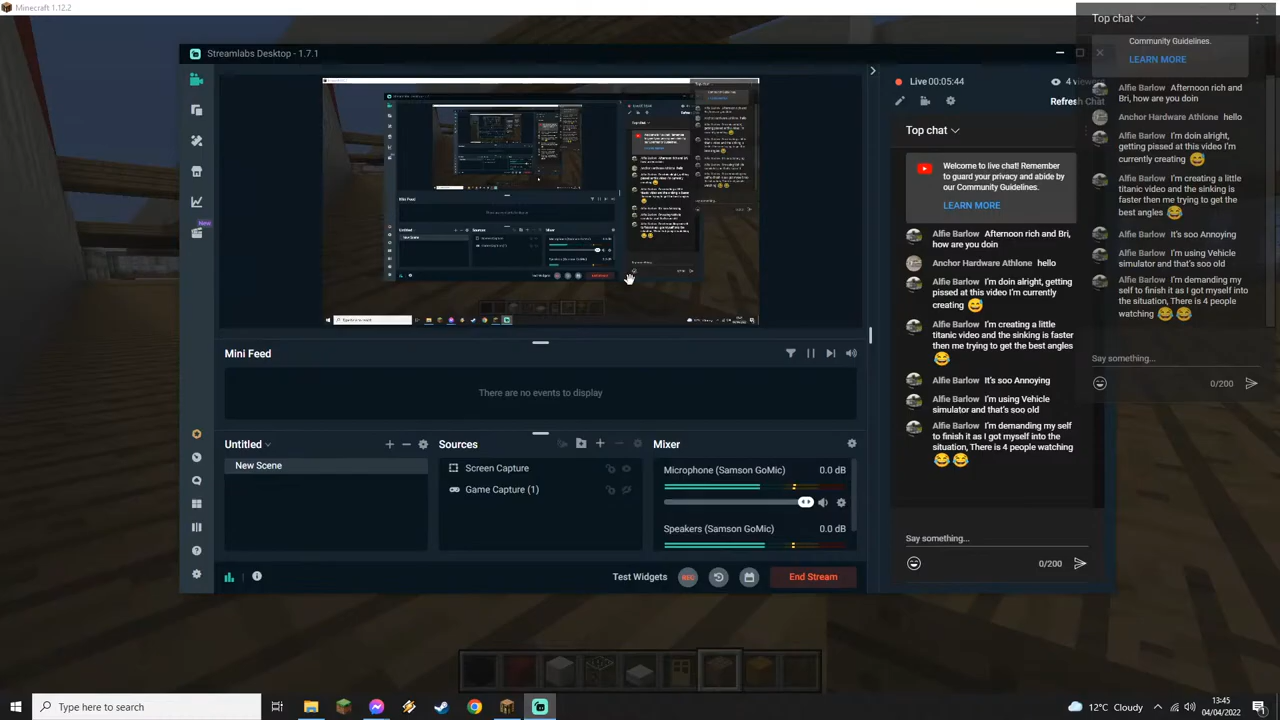 Minecraft 1.12.2
Streamlabs Desktop - 1.7.1
Live 00:05:44
4 viewers
Refresh Chat
Top chat
Welcome to live chat! Remember
to guard your privacy and abide by
our Community Guidelines.
LEARN MORE
Alfie Barlow Afternoon rich and Bri,
how are you doin
Anchor Hardware Athlone hello
Alfie Barlow I'm doin alright, getting
pissed at this video I'm currently
creating 😅
Alfie Barlow I'm creating a little
titanic video and the sinking is faster
then me trying to get the best angles
😂
Alfie Barlow It's soo Annoying
Alfie Barlow I'm using Vehicle
simulator and that's soo old
Alfie Barlow I'm demanding my self
to finish it as I got myself into the
situation, There is 4 people watching
😂 😂
Say something...
0/200
Top chat
Community Guidelines.
LEARN MORE
Alfie Barlow Afternoon rich and
Bri, how are you doin
Anchor Hardware Athlone hello
Alfie Barlow I'm doin alright,
getting pissed at this video I'm
currently creating 😅
Alfie Barlow I'm creating a little
titanic video and the sinking is
faster then me trying to get the
best angles 😂
Alfie Barlow It's soo Annoying
Alfie Barlow I'm using Vehicle
simulator and that's soo old
Alfie Barlow I'm demanding my
self to finish it as I got myself into
the situation, There is 4 people
watching 😂 😂
Say something...
0/200
New
Mini Feed
There are no events to display
Untitled
New Scene
Sources
Screen Capture
Game Capture (1)
Mixer
Microphone (Samson GoMic) 0.0 dB
Speakers (Samson GoMic) 0.0 dB
Test Widgets
REC
End Stream
Type here to search
12°C Cloudy
13:45
04/04/2022
1